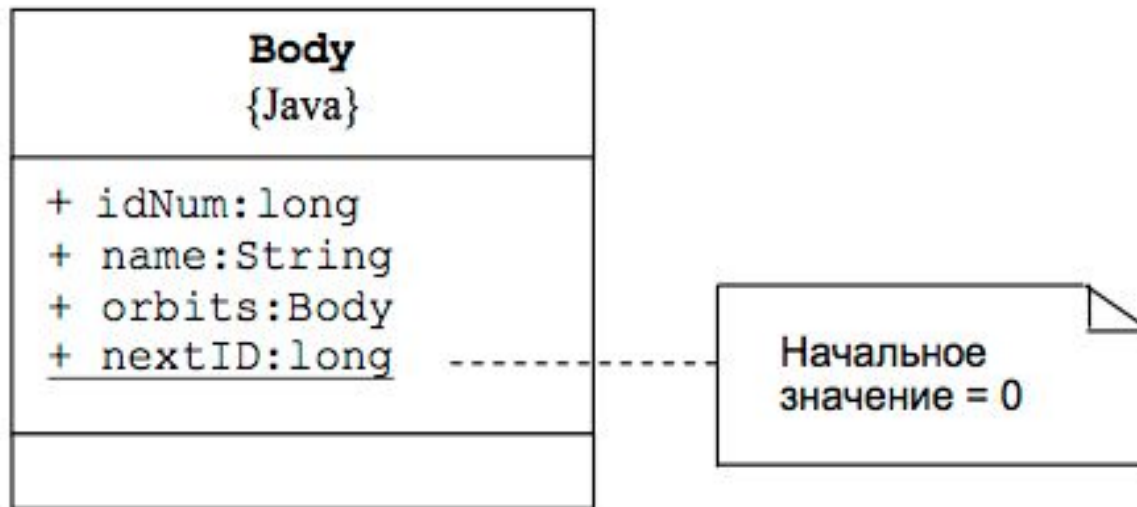 Body
{Java}
+ idNum:long
+ name:String
+ orbits:Body
+ nextID:long
Начальное
значение = 0